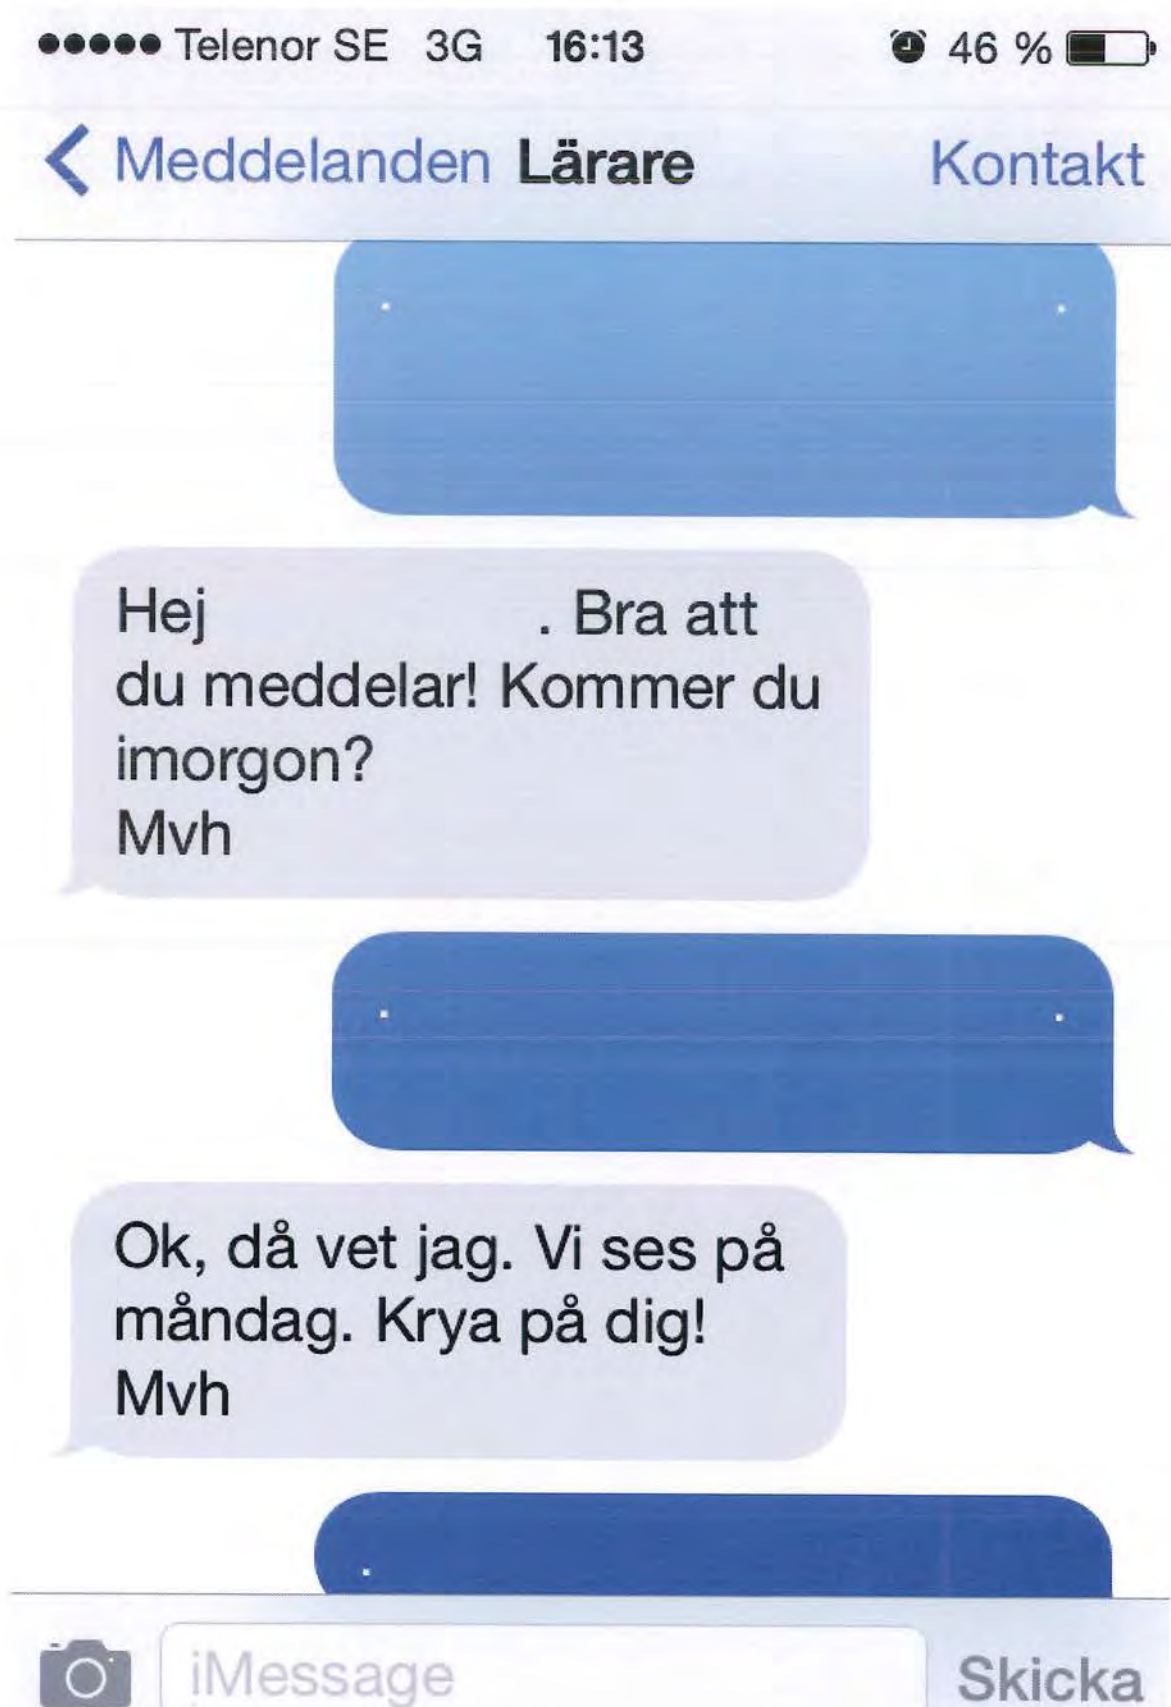 Telenor SE 3G 16:13 46 %
Meddelanden Lärare Kontakt
Hej . Bra att
du meddelar! Kommer du
imorgon?
Mvh
Ok, då vet jag. Vi ses på
måndag. Krya på dig!
Mvh
iMessage Skicka